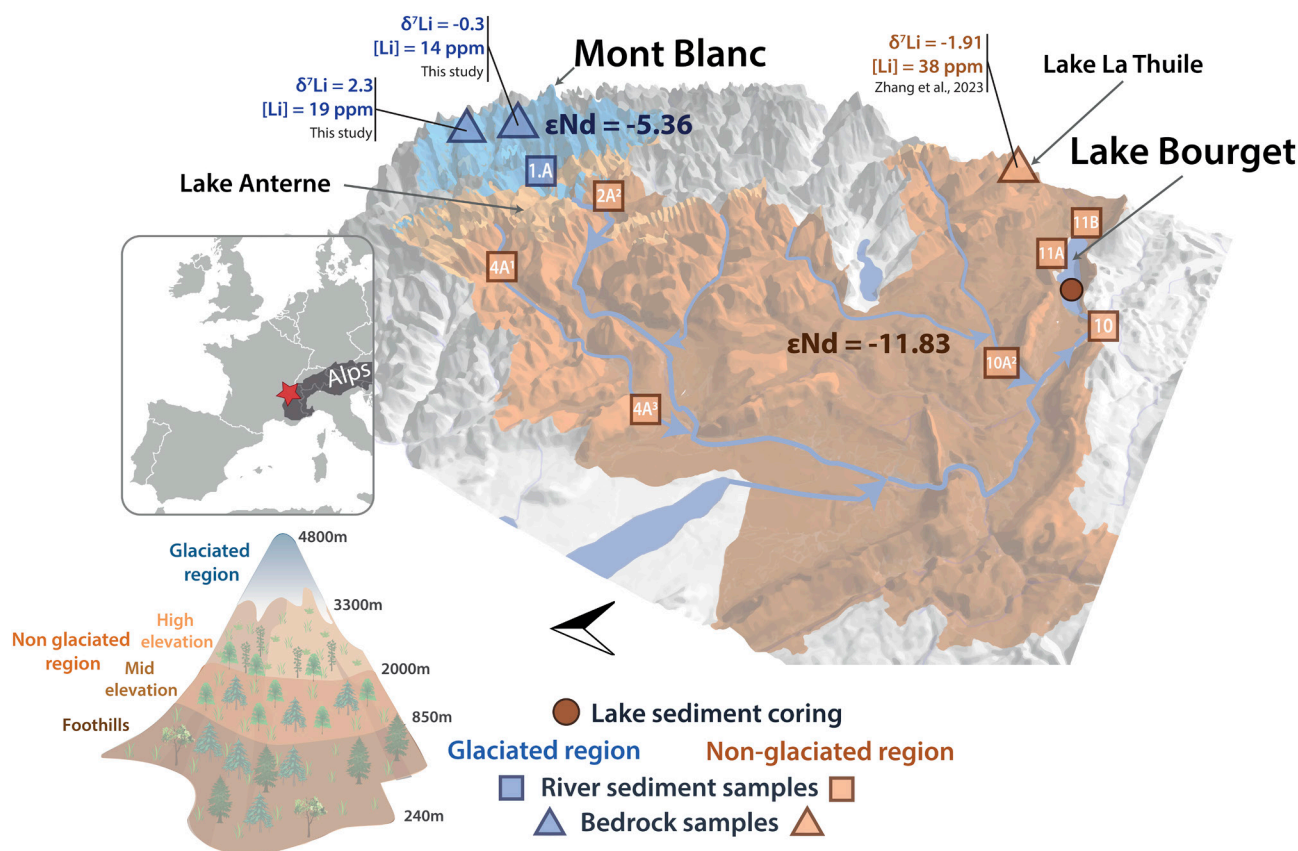 δ⁷Li = -0.3
[Li] = 14 ppm
This study
Mont Blanc
δ⁷Li = -1.91
[Li] = 38 ppm
Zhang et al., 2023
Lake La Thuile
δ⁷Li = 2.3
[Li] = 19 ppm
This study
εNd = -5.36
Lake Bourget
1.A
Lake Anterne
2A²
11B
11A
4A¹
10
εNd = -11.83
10A²
Alps
4A³
4800m
Glaciated
region
3300m
High
elevation
Non glaciated
region
2000m
Mid
elevation
850m
Foothills
240m
Lake sediment coring
Glaciated region
Non-glaciated region
River sediment samples
Bedrock samples